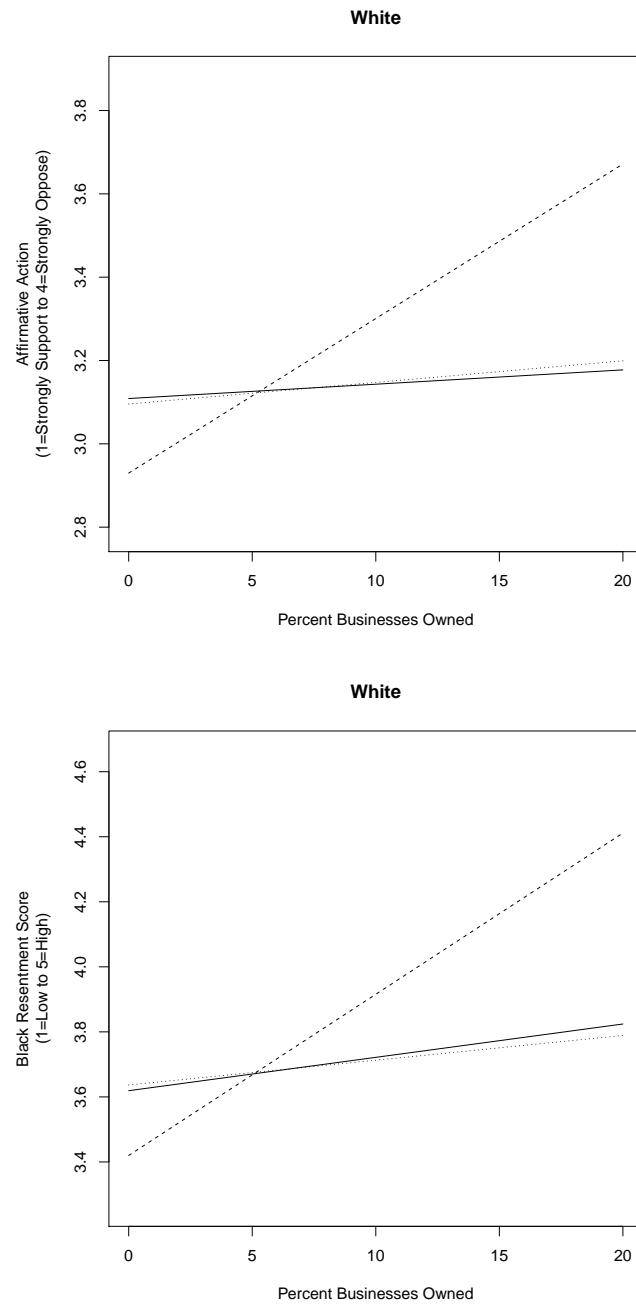 White
Affirmative Action
(1=Strongly Support to 4=Strongly Oppose)
3.8
3.6
3.4
3.2
3.0
2.8
0 5 10 15 20
Percent Businesses Owned
White
Black Resentment Score
(1=Low to 5=High)
4.6
4.4
4.2
4.0
3.8
3.6
3.4
0 5 10 15 20
Percent Businesses Owned